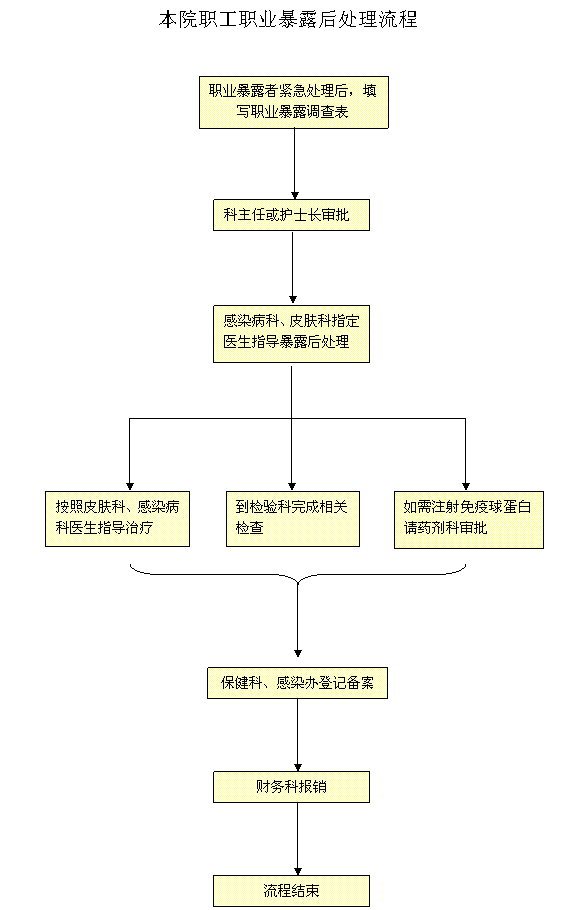 本院职工职业暴露后处理流程
职业暴露者紧急处理后，填
写职业暴露调查表
科主任或护士长审批
感染病科、皮肤科指定
医生指导暴露后处理
按照皮肤科、感染病
科医生指导治疗
到检验科完成相关
检查
如需注射免疫球蛋白
请药剂科审批
保健科、感染办登记备案
财务科报销
流程结束